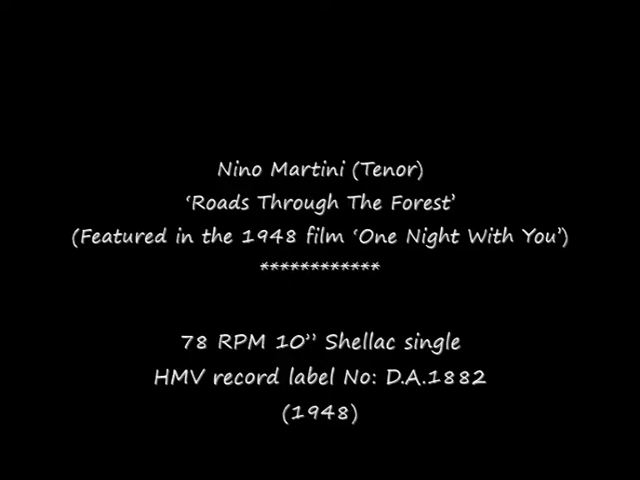 Nino Martini (Tenor)
‘Roads Through The Forest’
(Featured in the 1948 film ‘One Night With You’)
************
78 RPM 10” Shellac single
HMV record label No: D.A.1882
(1948)